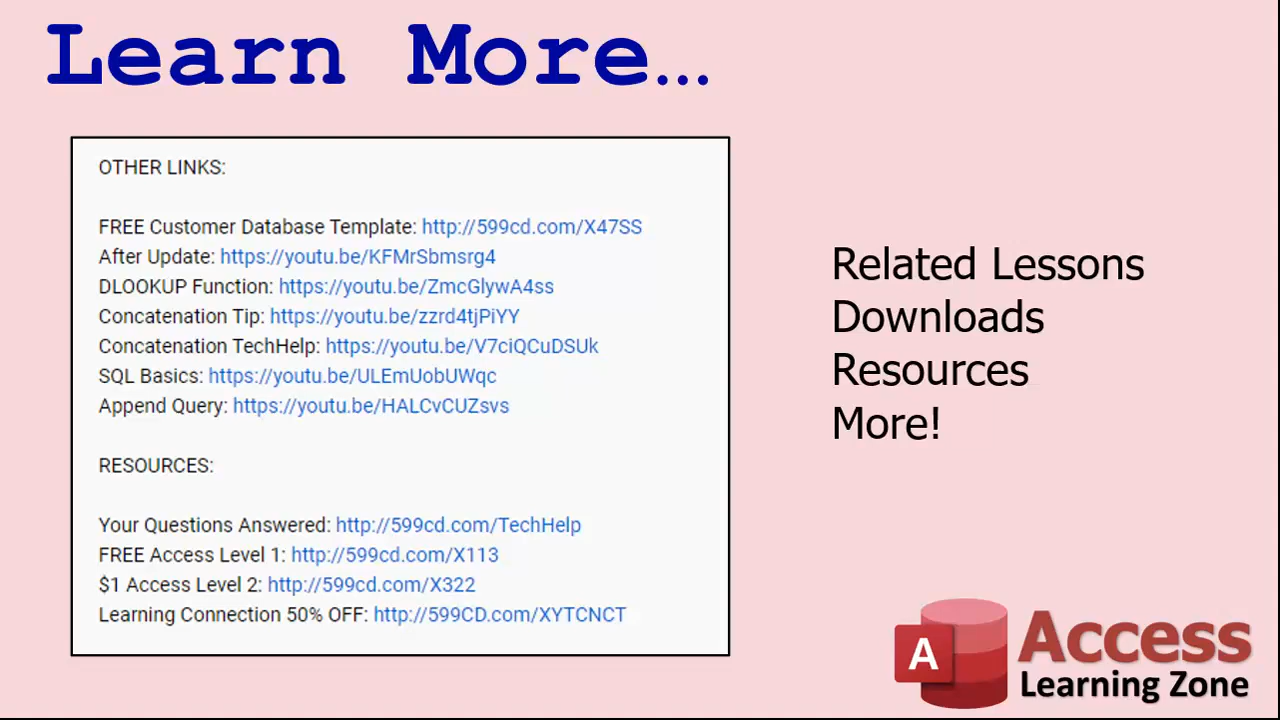 Learn More...
OTHER LINKS:
FREE Customer Database Template: http://599cd.com/X47SS
After Update: https://youtu.be/KFMrSbmsrg4
DLOOKUP Function: https://youtu.be/ZmcGlywA4ss
Concatenation Tip: https://youtu.be/zzrd4tjPiYY
Concatenation TechHelp: https://youtu.be/V7ciQCuDSUk
SQL Basics: https://youtu.be/ULEmUobUWqc
Append Query: https://youtu.be/HALCvCUZsvs
RESOURCES:
Your Questions Answered: http://599cd.com/TechHelp
FREE Access Level 1: http://599cd.com/X113
$1 Access Level 2: http://599cd.com/X322
Learning Connection 50% OFF: http://599CD.com/XYTCNCT
Related Lessons
Downloads
Resources
More!
A
Access
Learning Zone